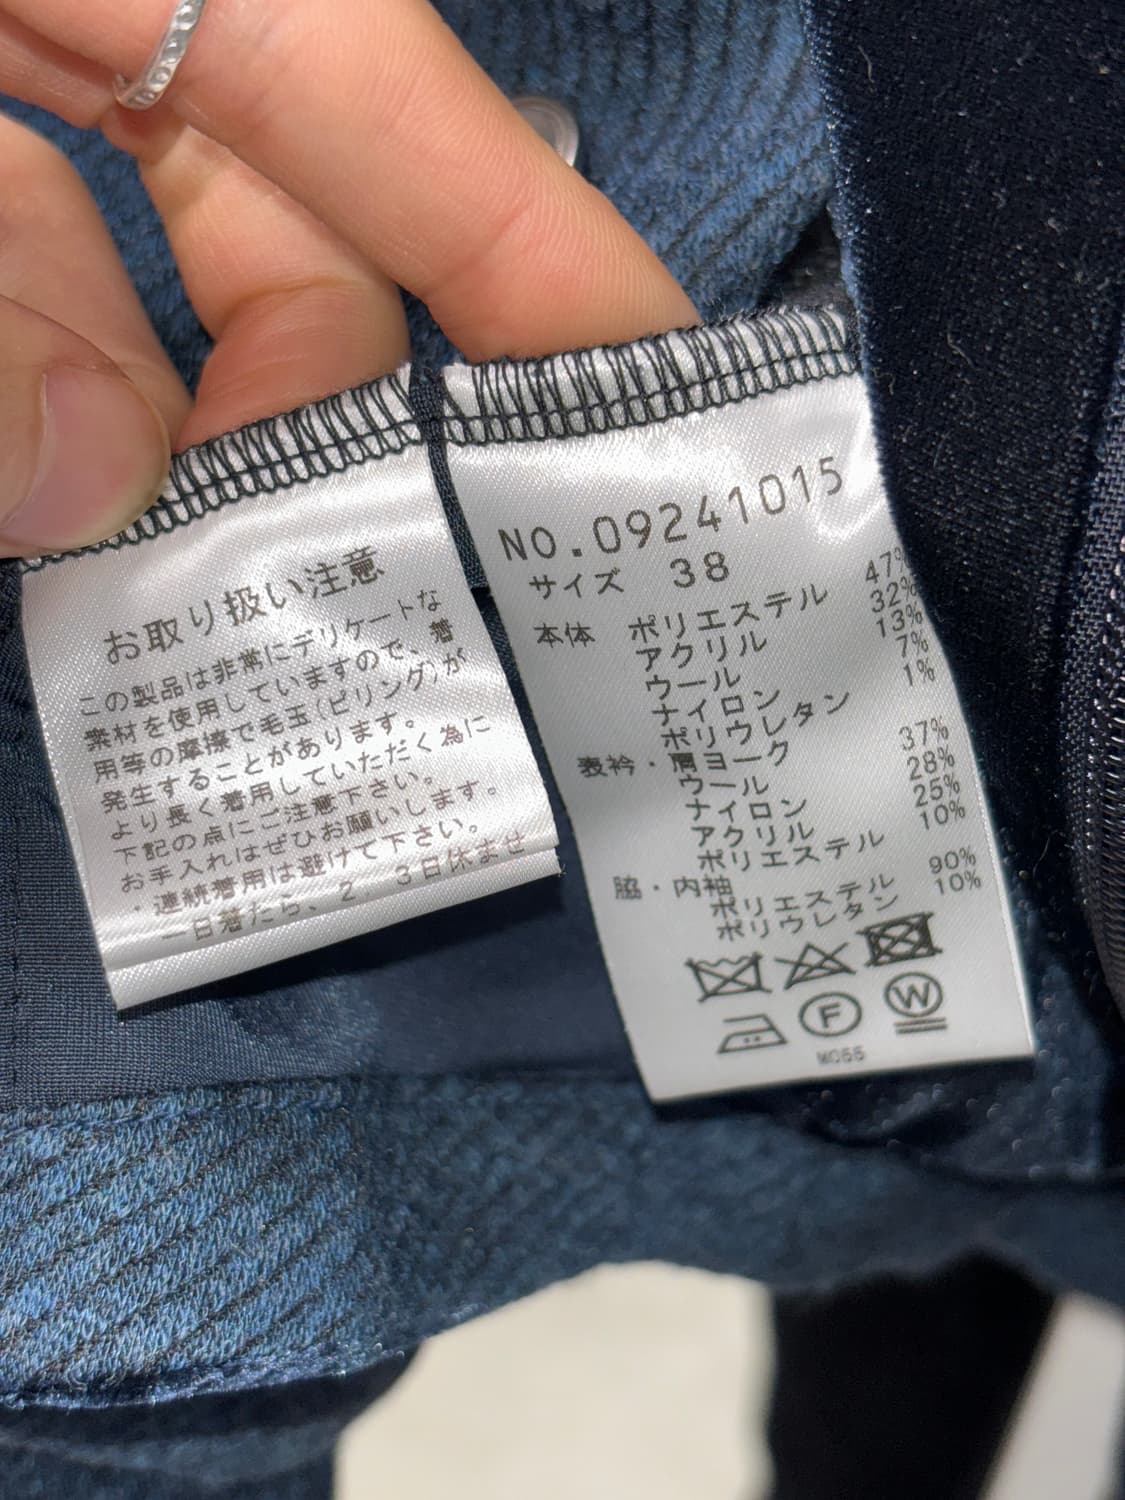 お取り扱い注意
この製品は非常にデリケートな
素材を使用していますので、着
用等の摩擦で毛玉(ピリング)が
発生することがあります。
より長く着用していただく為に
下記の点にご注意下さい。
お手入れはぜひお願いします。
・連続着用は避けて下さい。
一日着たら、2 3日休ませ
NO.09241015
サイズ 38
本体 ポリエステル 47%
アクリル 32%
ウール 13%
ナイロン 7%
ポリウレタン 1%
表衿・肩ヨーク
ウール 37%
ナイロン 28%
アクリル 25%
ポリエステル 10%
脇・内袖
ポリエステル 90%
ポリウレタン 10%
F
W
MO55